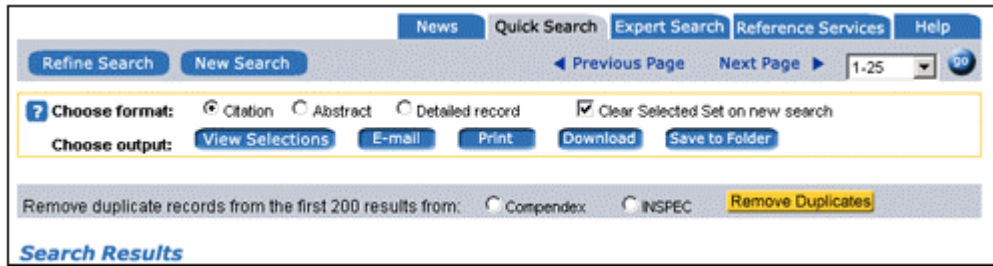 News Quick Search Expert Search Reference Services Help
Refine Search New Search Previous Page Next Page 1-25 go
? Choose format: Citation Abstract Detailed record Clear Selected Set on new search
Choose output: View Selections E-mail Print Download Save to Folder
Remove duplicate records from the first 200 results from: Compendex INSPEC Remove Duplicates
Search Results